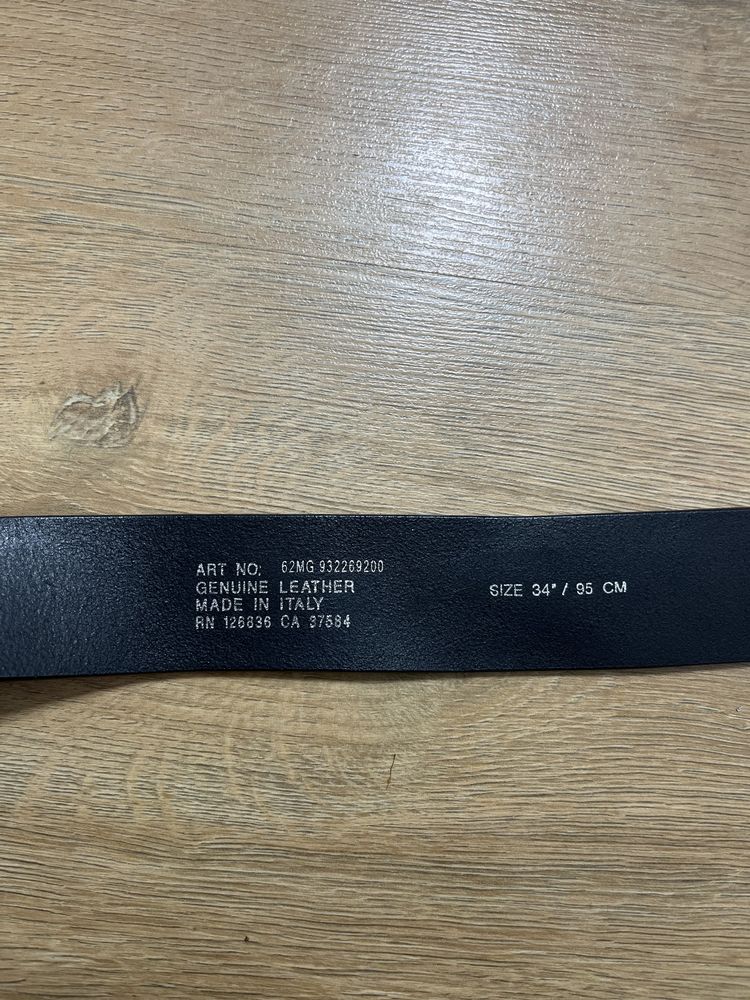 ART NO: 62MG 932269200
GENUINE LEATHER
MADE IN ITALY
RN 126836 CA 37584
SIZE 34" / 95 CM